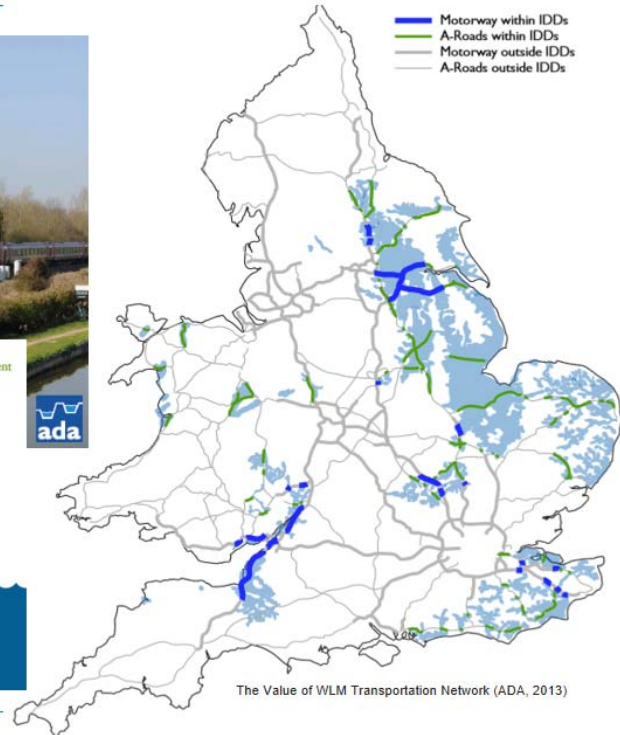 Motorway within IDDs
A-Roads within IDDs
Motorway outside IDDs
A-Roads outside IDDs
ent
ada
The Value of WLM Transportation Network (ADA, 2013)